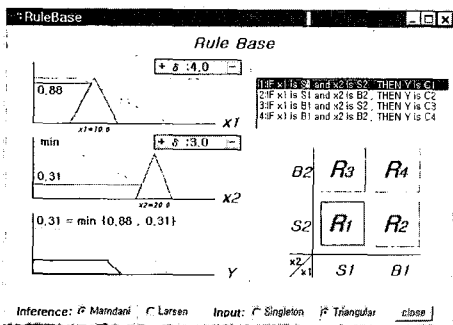 RuleBase
Rule Base
+ δ :4.0 −
0.88
x1=10.0
X1
1:IF x1 is S1 and x2 is S2, THEN Y is C1
2:IF x1 is S1 and x2 is B2, THEN Y is C2
3:IF x1 is B1 and x2 is S2, THEN Y is C3
4:IF x1 is B1 and x2 is B2, THEN Y is C4
min
+ δ :3.0 −
0.31
x2=20.0
X2
0.31 = min {0.88 , 0.31}
Y
B2 R3 R4
S2 R1 R2
x2 x1 S1 B1
Inference: Mamdani Larsen Input: Singleton Triangular close